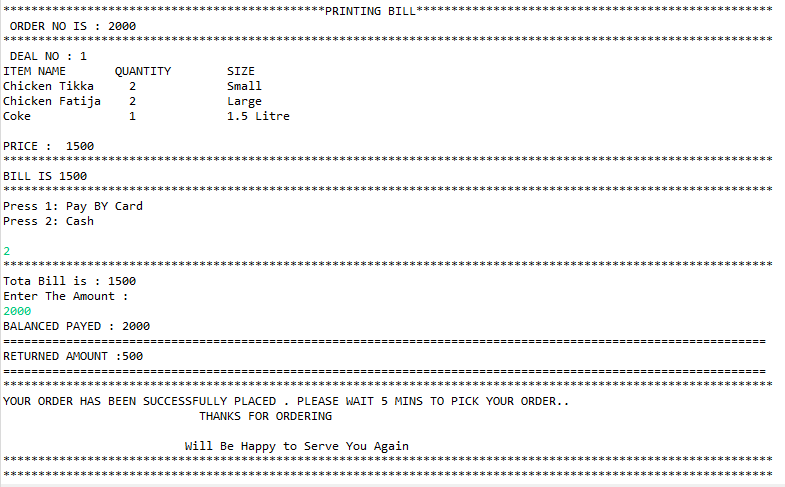 **********************************************PRINTING BILL***************************************************
ORDER NO IS : 2000
**************************************************************************************************************
DEAL NO : 1
ITEM NAME       QUANTITY        SIZE
Chicken Tikka     2             Small
Chicken Fatija    2             Large
Coke              1             1.5 Litre
PRICE :  1500
**************************************************************************************************************
BILL IS 1500
**************************************************************************************************************
Press 1: Pay BY Card
Press 2: Cash
2
**************************************************************************************************************
Tota Bill is : 1500
Enter The Amount :
2000
BALANCED PAYED : 2000
=============================================================================================================
RETURNED AMOUNT :500
=============================================================================================================
**************************************************************************************************************
YOUR ORDER HAS BEEN SUCCESSFULLY PLACED . PLEASE WAIT 5 MINS TO PICK YOUR ORDER..
THANKS FOR ORDERING
Will Be Happy to Serve You Again
**************************************************************************************************************
**************************************************************************************************************